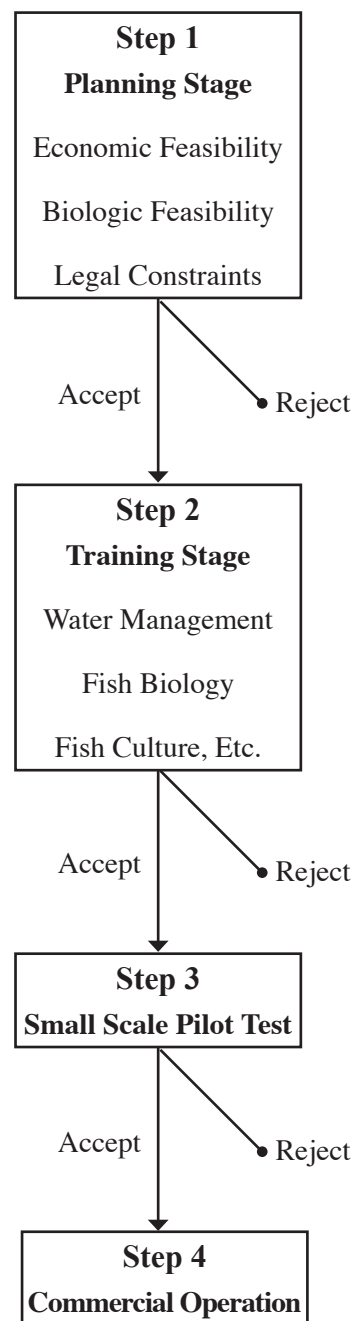 Step 1
Planning Stage
Economic Feasibility
Biologic Feasibility
Legal Constraints
Accept
Reject
Step 2
Training Stage
Water Management
Fish Biology
Fish Culture, Etc.
Accept
Reject
Step 3
Small Scale Pilot Test
Accept
Reject
Step 4
Commercial Operation